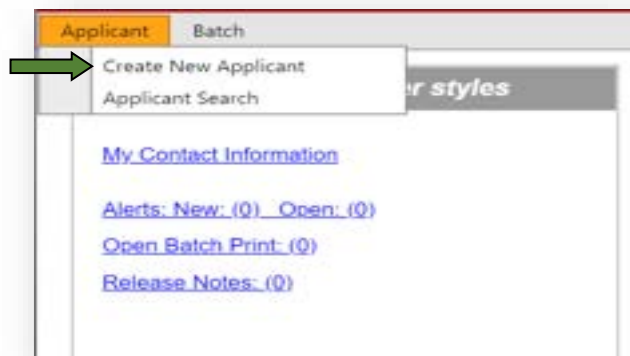 Applicant Batch
Create New Applicant
Applicant Search
r styles
My Contact Information
Alerts: New: (0) Open: (0)
Open Batch Print: (0)
Release Notes: (0)